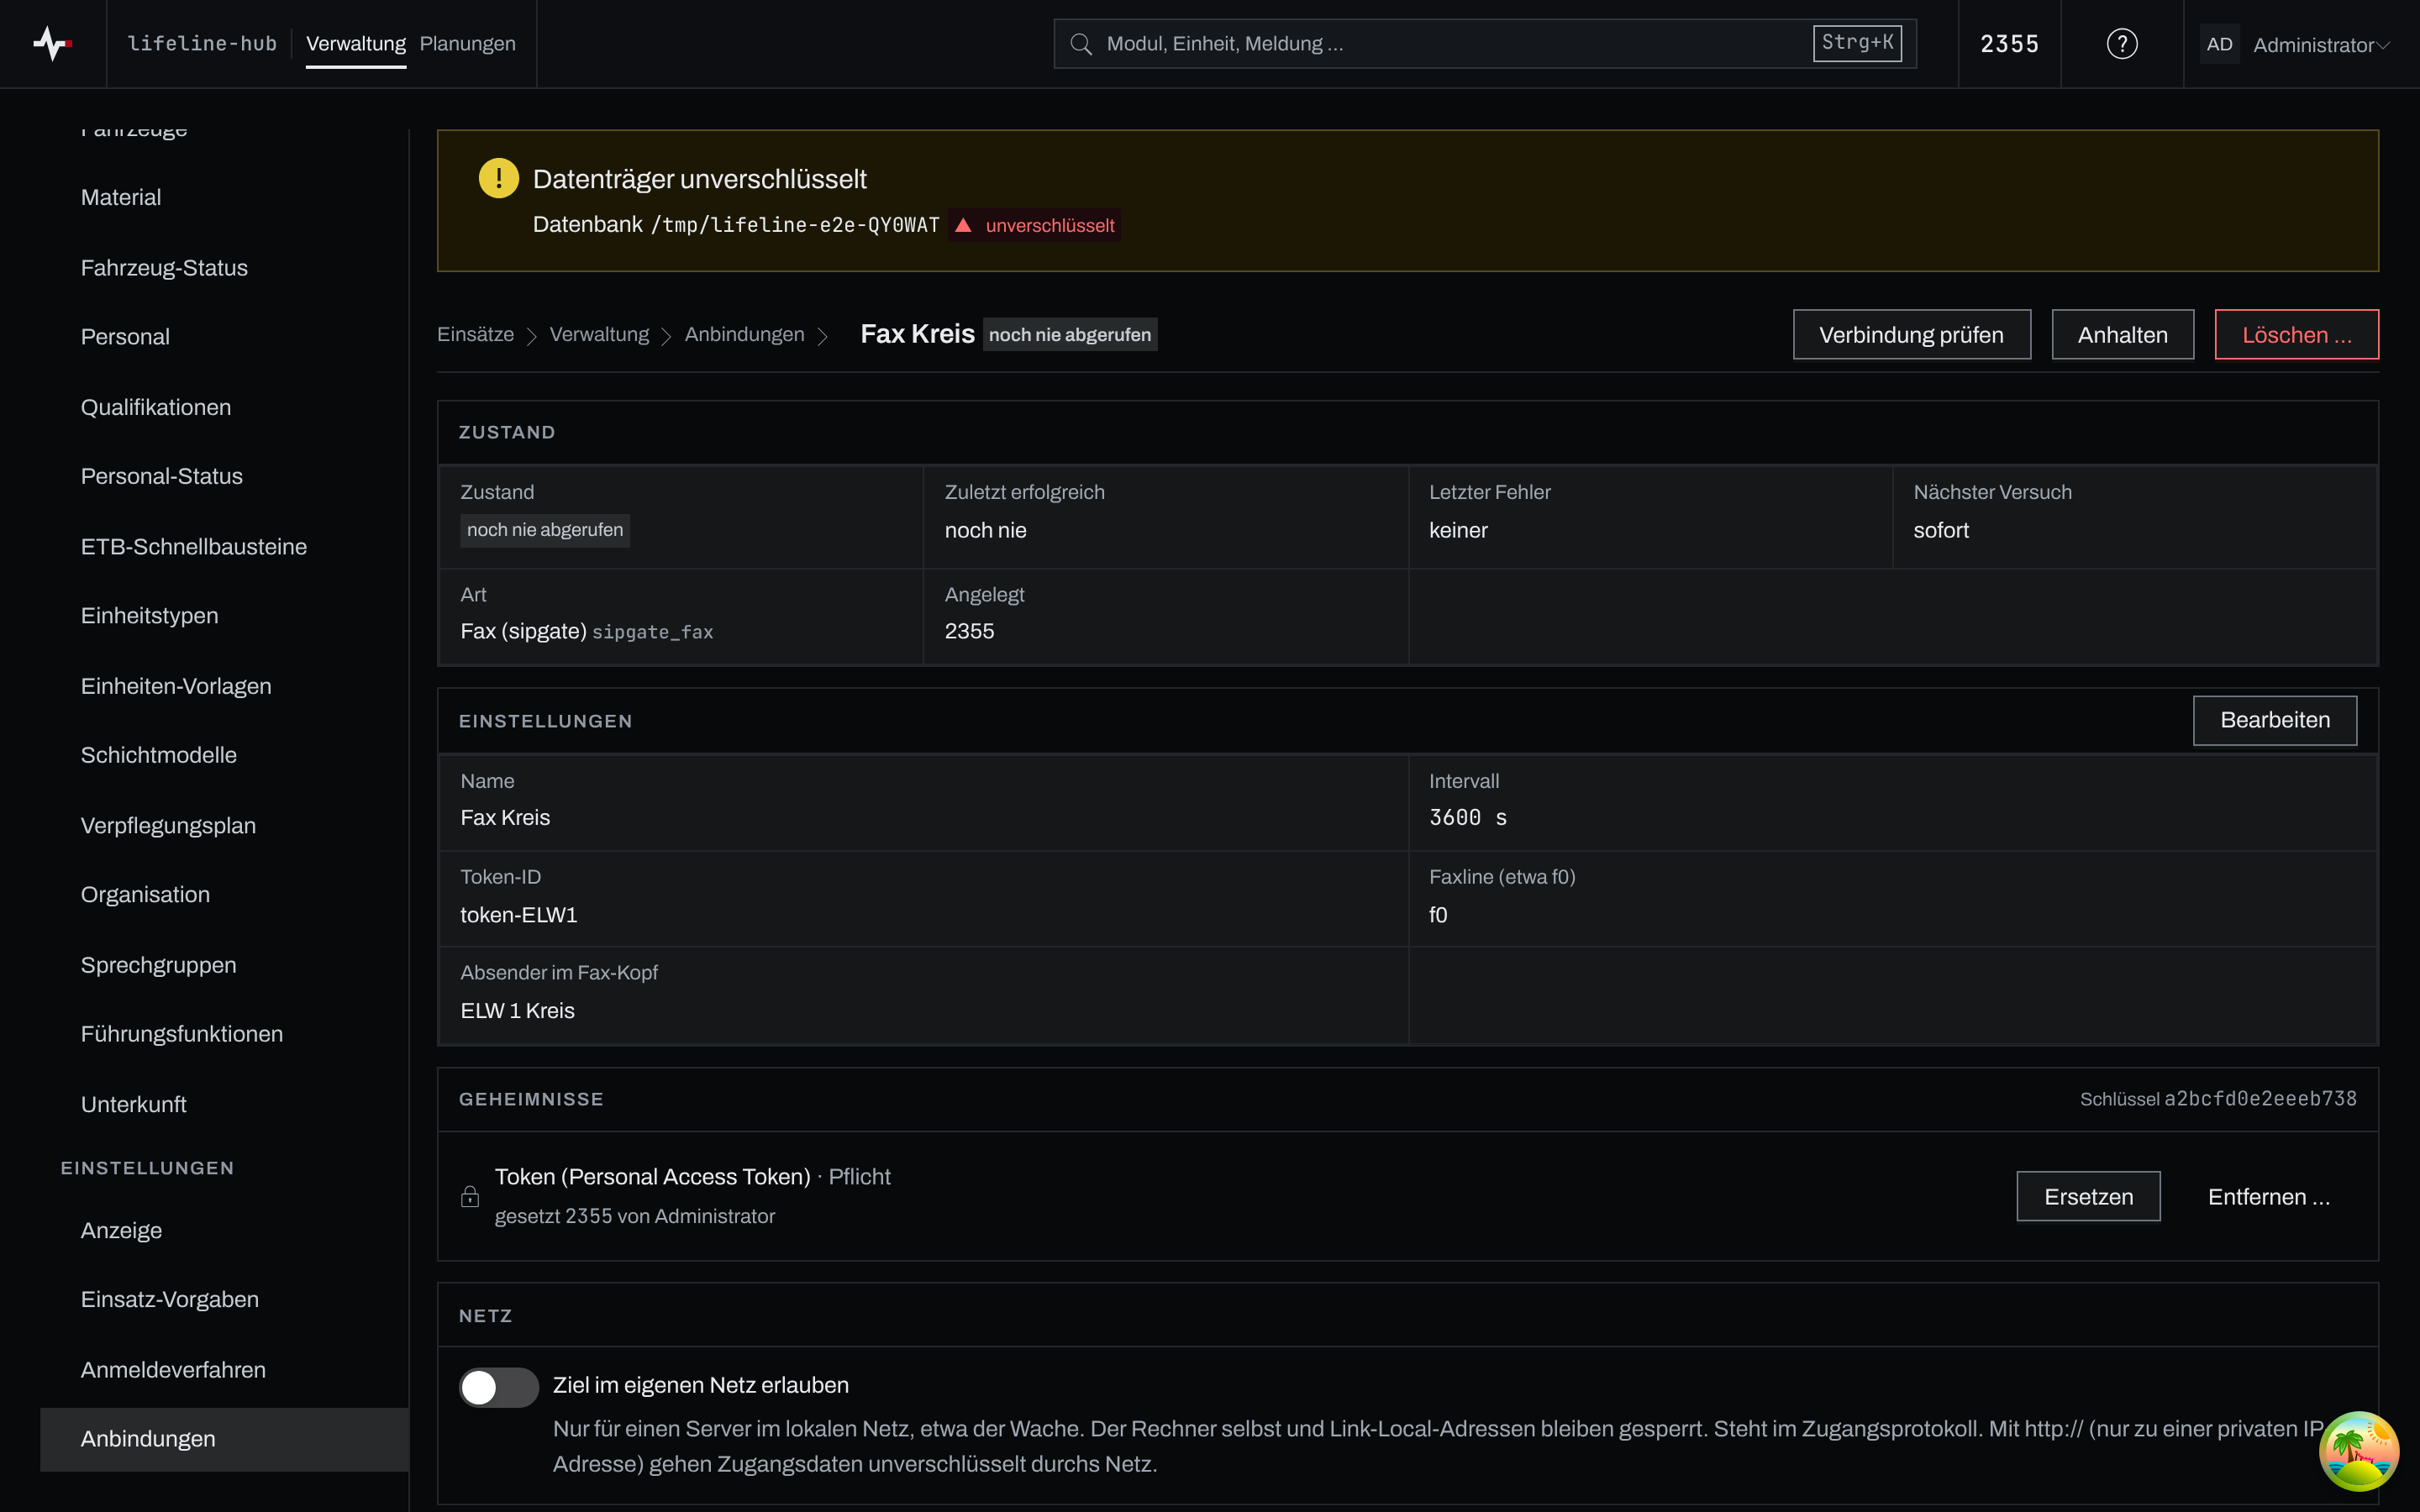 lifeline-hub Verwaltung Planungen
Modul, Einheit, Meldung ... Strg+K
2355
?
AD Administrator
Fahrzeuge
Material
Fahrzeug-Status
Personal
Qualifikationen
Personal-Status
ETB-Schnellbausteine
Einheitstypen
Einheiten-Vorlagen
Schichtmodelle
Verpflegungsplan
Organisation
Sprechgruppen
Führungsfunktionen
Unterkunft
EINSTELLUNGEN
Anzeige
Einsatz-Vorgaben
Anmeldeverfahren
Anbindungen
Datenträger unverschlüsselt
Datenbank /tmp/lifeline-e2e-QY0WAT unverschlüsselt
Einsätze Verwaltung Anbindungen Fax Kreis noch nie abgerufen
Verbindung prüfen Anhalten Löschen ...
ZUSTAND
Zustand
noch nie abgerufen
Zuletzt erfolgreich
noch nie
Letzter Fehler
keiner
Nächster Versuch
sofort
Art
Fax (sipgate) sipgate_fax
Angelegt
2355
EINSTELLUNGEN
Bearbeiten
Name
Fax Kreis
Intervall
3600 s
Token-ID
token-ELW1
Faxline (etwa f0)
f0
Absender im Fax-Kopf
ELW 1 Kreis
GEHEIMNISSE
Schlüssel a2bcfd0e2eeeb738
Token (Personal Access Token) · Pflicht
gesetzt 2355 von Administrator
Ersetzen Entfernen ...
NETZ
Ziel im eigenen Netz erlauben
Nur für einen Server im lokalen Netz, etwa der Wache. Der Rechner selbst und Link-Local-Adressen bleiben gesperrt. Steht im Zugangsprotokoll. Mit http:// (nur zu einer privaten IP
Adresse) gehen Zugangsdaten unverschlüsselt durchs Netz.